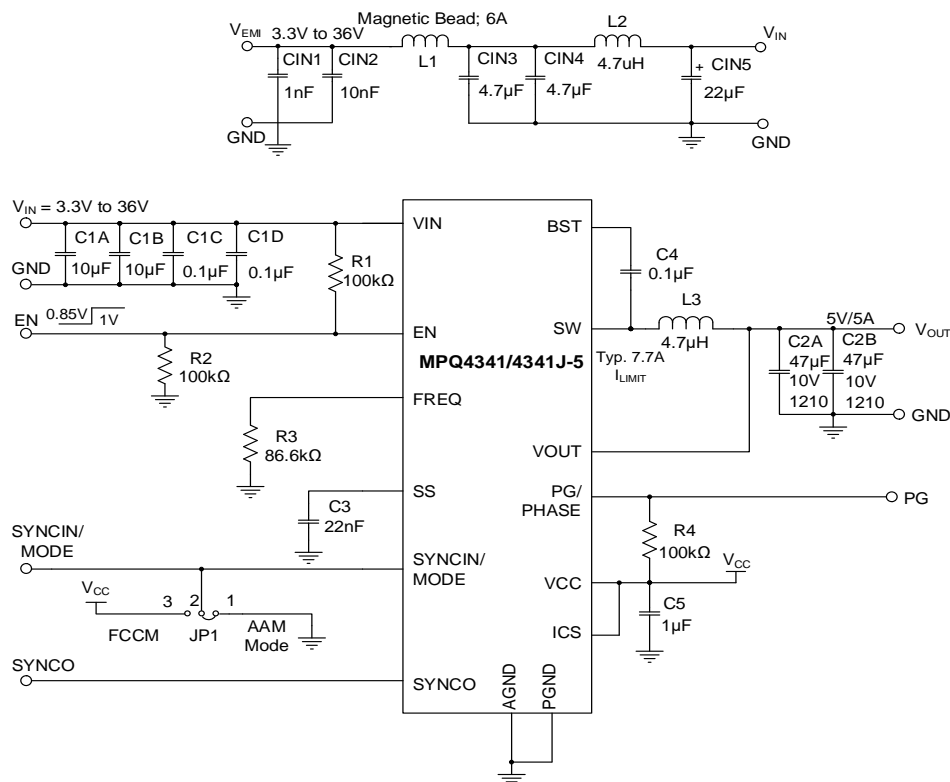 Magnetic Bead; 6A
VEMI 3.3V to 36V
L2
VIN
CIN1
CIN2
L1
CIN3
CIN4
4.7uH
+ CIN5
1nF
10nF
4.7µF
4.7µF
22µF
GND
GND
VIN = 3.3V to 36V
VIN
BST
C1A
C1B
C1C
C1D
10µF
10µF
0.1µF
0.1µF
R1
100kΩ
C4
0.1µF
GND
L3
EN
0.85V
1V
EN
SW
4.7µH
5V/5A
VOUT
MPQ4341/4341J-5
Typ. 7.7A
ILIMIT
C2A
C2B
47µF
47µF
10V
10V
1210
1210
R2
100kΩ
FREQ
GND
R3
86.6kΩ
VOUT
SS
PG/
PHASE
PG
C3
22nF
R4
100kΩ
SYNCIN/
MODE
SYNCIN/
MODE
VCC
VCC
VCC
3
2
1
C5
1µF
FCCM
JP1
AAM
Mode
ICS
SYNCO
SYNCO
AGND
PGND